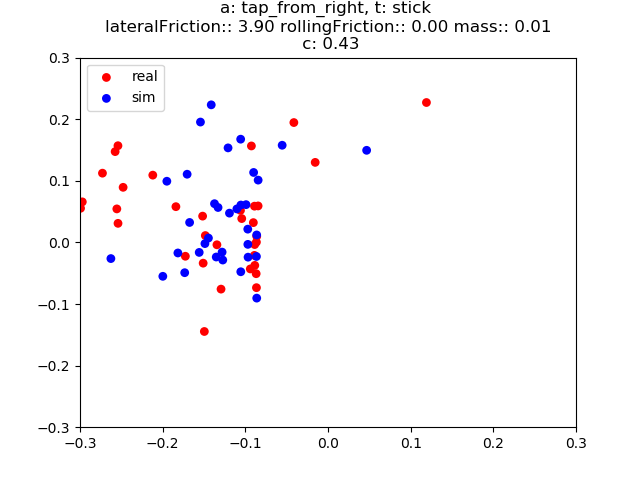 a: tap_from_right, t: stick
lateralFriction:: 3.90 rollingFriction:: 0.00 mass:: 0.01
c: 0.43
real
sim
0.3
0.2
0.1
0.0
−0.1
−0.2
−0.3
−0.3 −0.2 −0.1 0.0 0.1 0.2 0.3